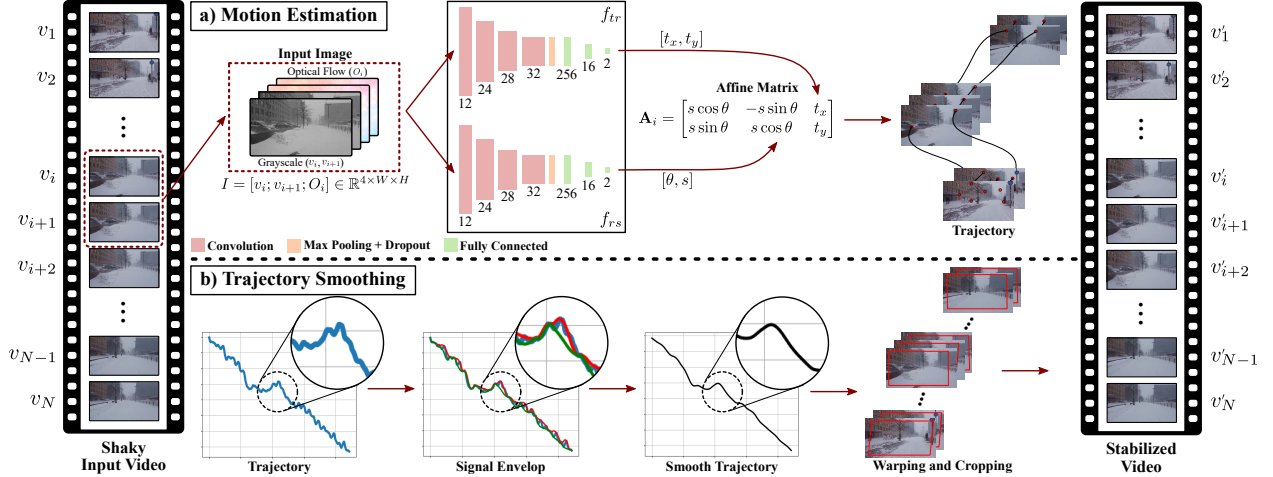 v_1
v_2
v_i
v_{i+1}
v_{i+2}
v_{N-1}
v_N
Shaky
Input Video
a) Motion Estimation
Input Image
Optical Flow (O_i)
Grayscale (v_i, v_{i+1})
I = [v_i; v_{i+1}; O_i] ∈ ℝ^{4×W×H}
f_{tr}
12
24
28
32
256
16
2
12
24
28
32
256
16
2
f_{rs}
[t_x, t_y]
Affine Matrix
A_i = [s cos θ −s sin θ t_x
s sin θ s cos θ t_y]
[θ, s]
Trajectory
Convolution
Max Pooling + Dropout
Fully Connected
b) Trajectory Smoothing
Trajectory
Signal Envelop
Smooth Trajectory
Warping and Cropping
v'_1
v'_2
v'_i
v'_{i+1}
v'_{i+2}
v'_{N-1}
v'_N
Stabilized
Video